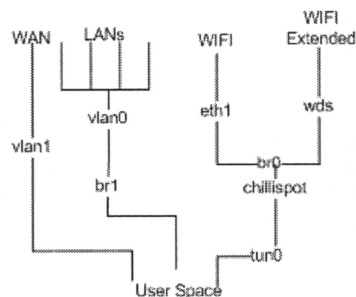 WAN
LANs
WIFI
WIFI
Extended
vlan0
eth1
wds
vlan1
br1
br0
chillispot
tun0
User Space